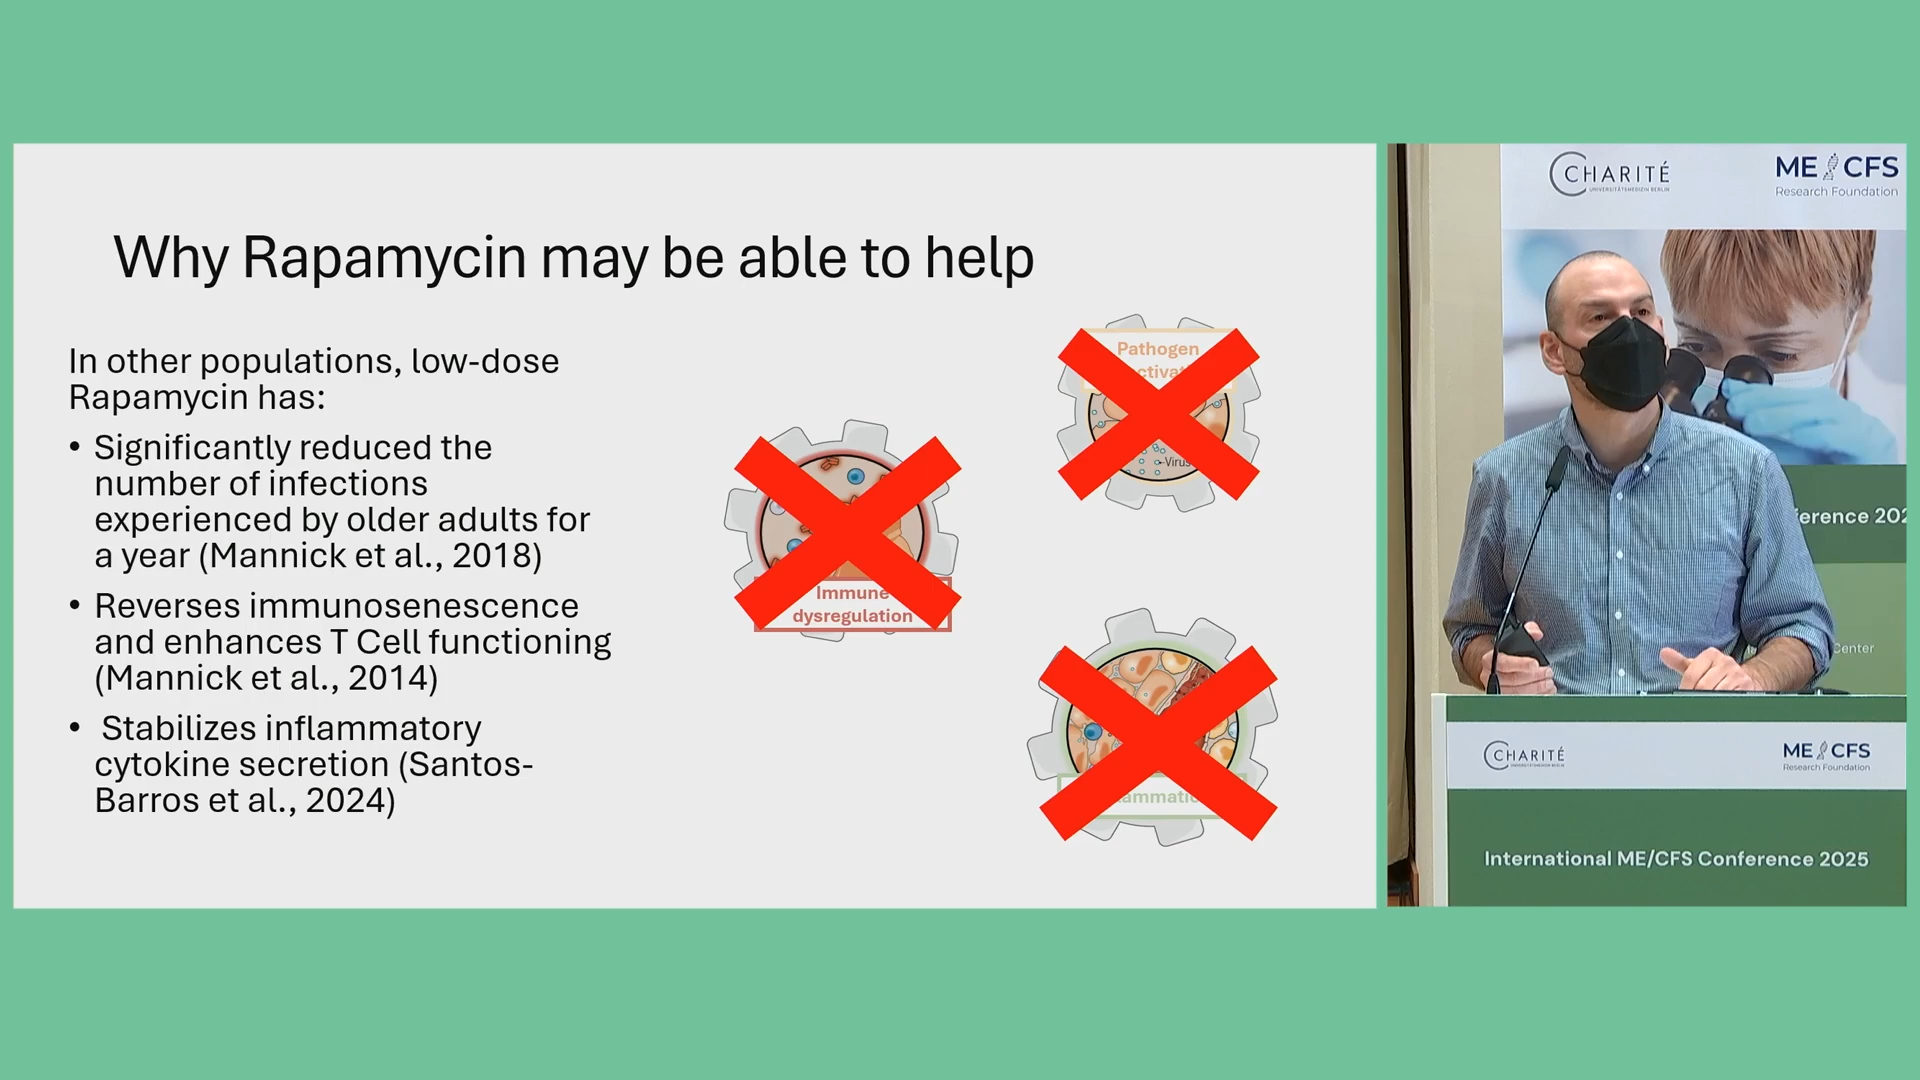 Why Rapamycin may be able to help
In other populations, low-dose
Rapamycin has:
• Significantly reduced the
number of infections
experienced by older adults for
a year (Mannick et al., 2018)
• Reverses immunosenescence
and enhances T Cell functioning
(Mannick et al., 2014)
• Stabilizes inflammatory
cytokine secretion (Santos-
Barros et al., 2024)
Pathogen
Virus
Immune
dysregulation
CHARITÉ
UNIVERSITÄTSMEDIZIN BERLIN
ME CFS
Research Foundation
Center
CHARITÉ
ME CFS
Research Foundation
International ME/CFS Conference 2025